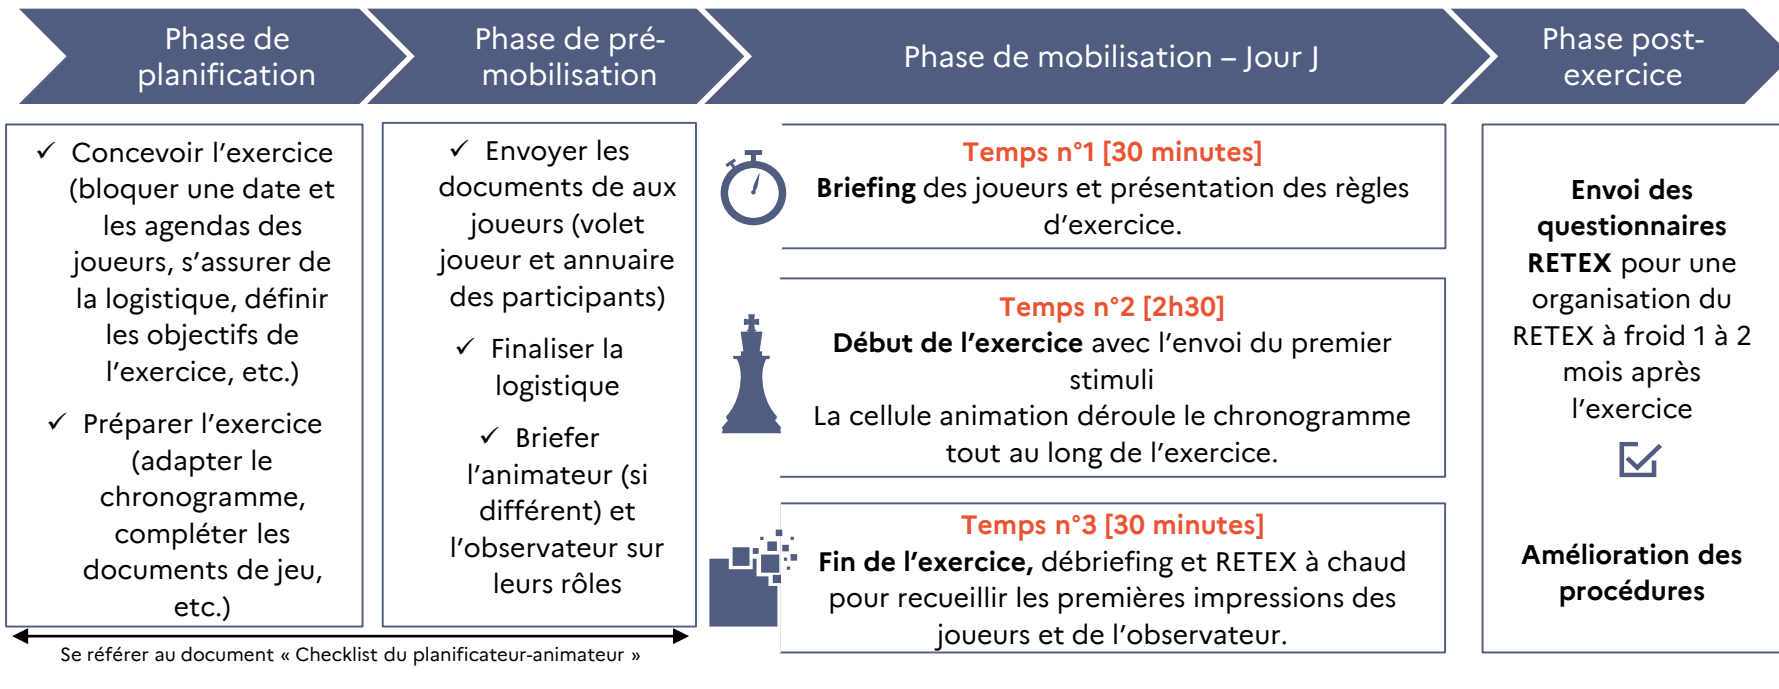 Phase de
planification
Phase de pré-
mobilisation
Phase de mobilisation – Jour J
Phase post-
exercice
✓ Concevoir l’exercice
(bloquer une date et
les agendas des
joueurs, s’assurer de
la logistique, définir
les objectifs de
l’exercice, etc.)
✓ Préparer l’exercice
(adapter le
chronogramme,
compléter les
documents de jeu,
etc.)
✓ Envoyer les
documents de aux
joueurs (volet
joueur et annuaire
des participants)
✓ Finaliser la
logistique
✓ Briefer
l’animateur (si
différent) et
l’observateur sur
leurs rôles
Se référer au document « Checklist du planificateur-animateur »
Temps n°1 [30 minutes]
Briefing des joueurs et présentation des règles
d’exercice.
Temps n°2 [2h30]
Début de l’exercice avec l’envoi du premier
stimuli
La cellule animation déroule le chronogramme
tout au long de l’exercice.
Temps n°3 [30 minutes]
Fin de l’exercice, débriefing et RETEX à chaud
pour recueillir les premières impressions des
joueurs et de l’observateur.
Envoi des
questionnaires
RETEX pour une
organisation du
RETEX à froid 1 à 2
mois après
l’exercice
Amélioration des
procédures